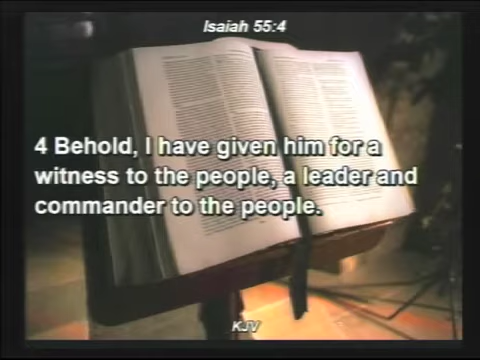 Isaiah 55:4
4 Behold, I have given him for a
witness to the people, a leader and
commander to the people.
KJV